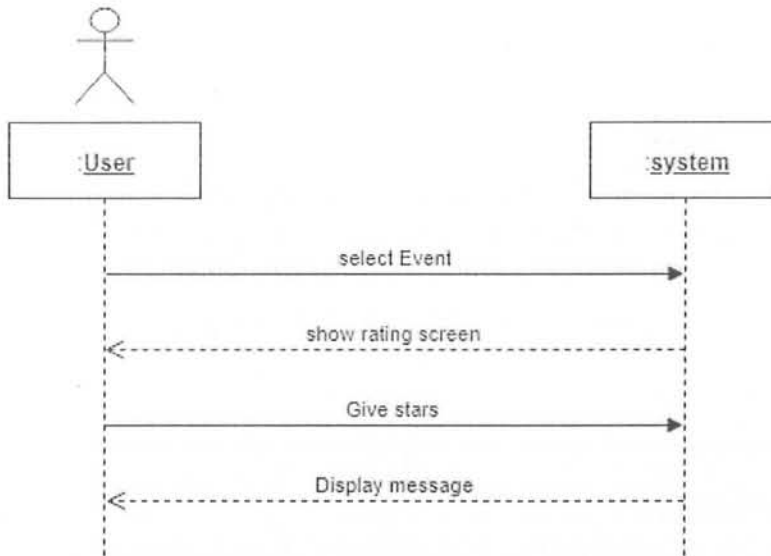 :User
:system
select Event
show rating screen
Give stars
Display message